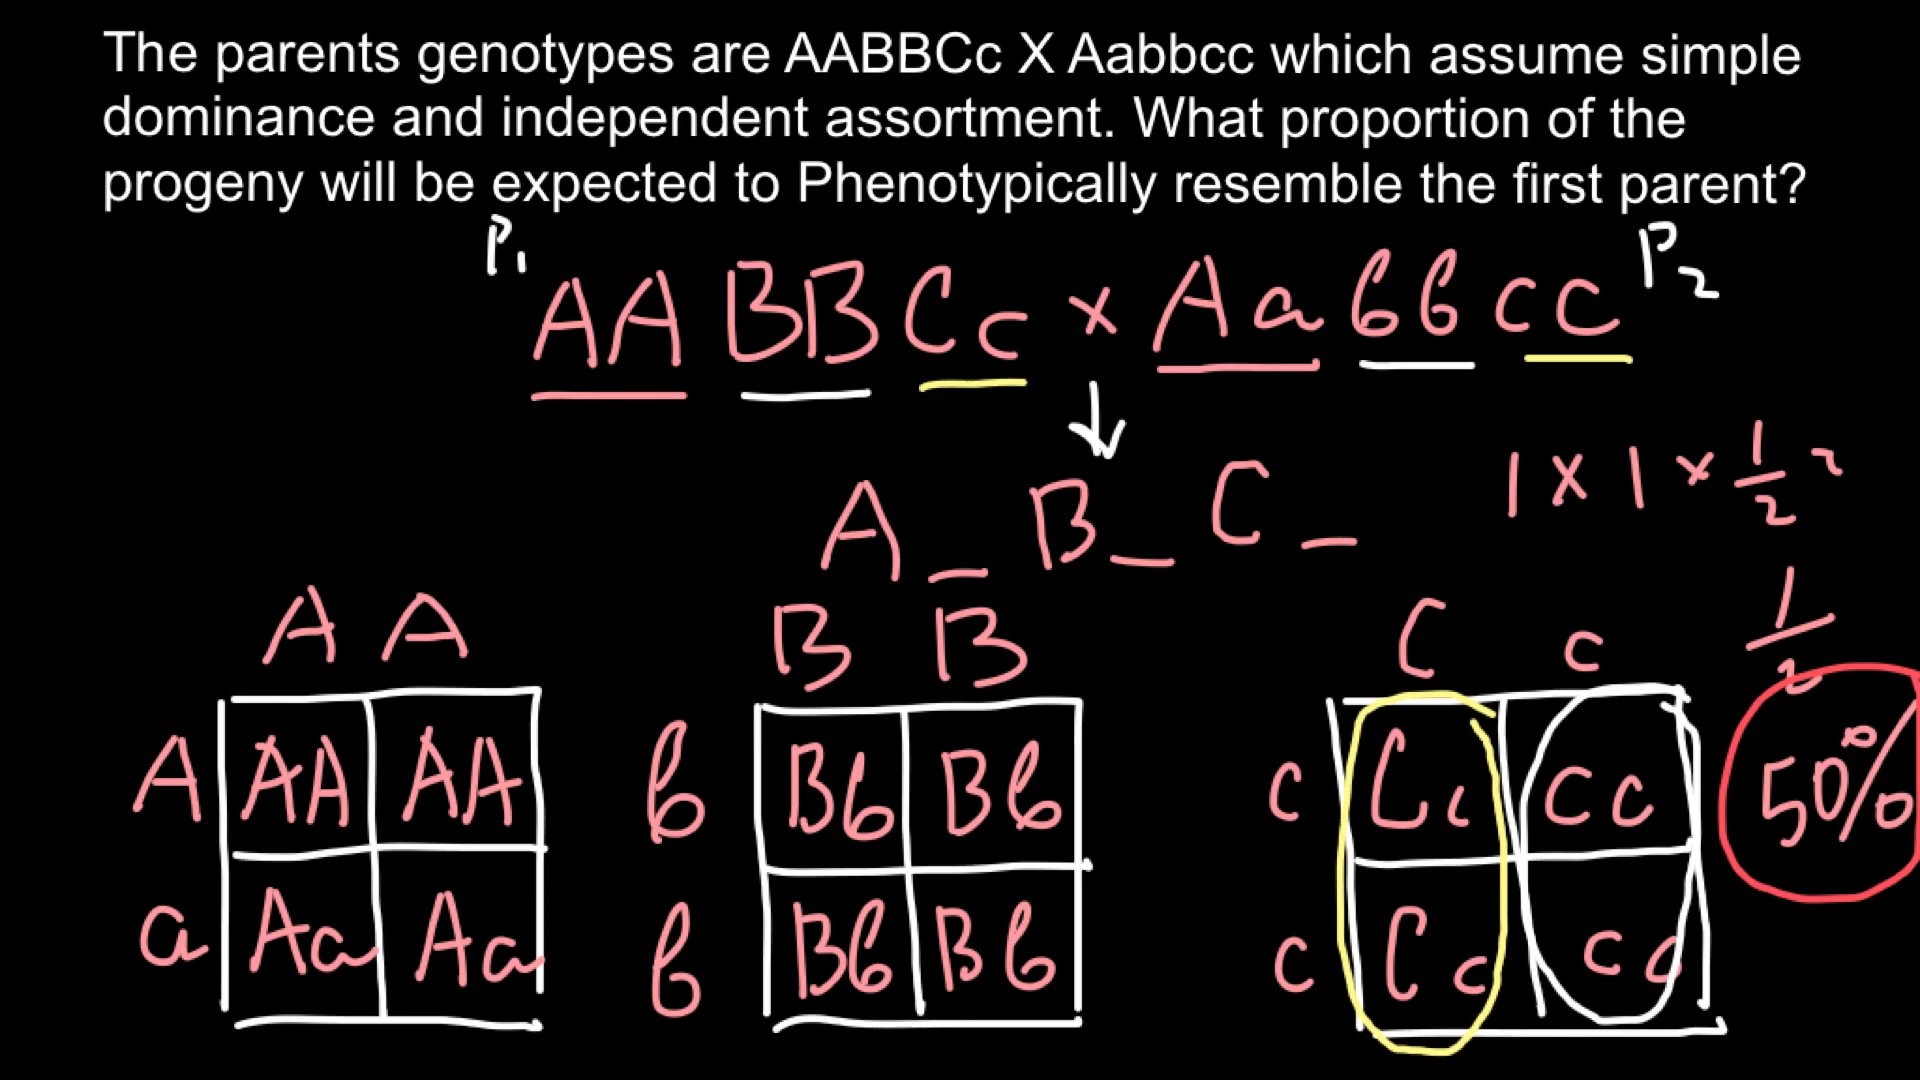 The parents genotypes are AABBCc X Aabbcc which assume simple
dominance and independent assortment. What proportion of the
progeny will be expected to Phenotypically resemble the first parent?
P1 AA BB Cc × Aa bb cc P2
A_ B_ C_ 1 × 1 × 1/2 =
1/2
A A B B C c
A AA AA b Bb Bb c Cc cc 50%
a Aa Aa b Bb Bb c Cc cc